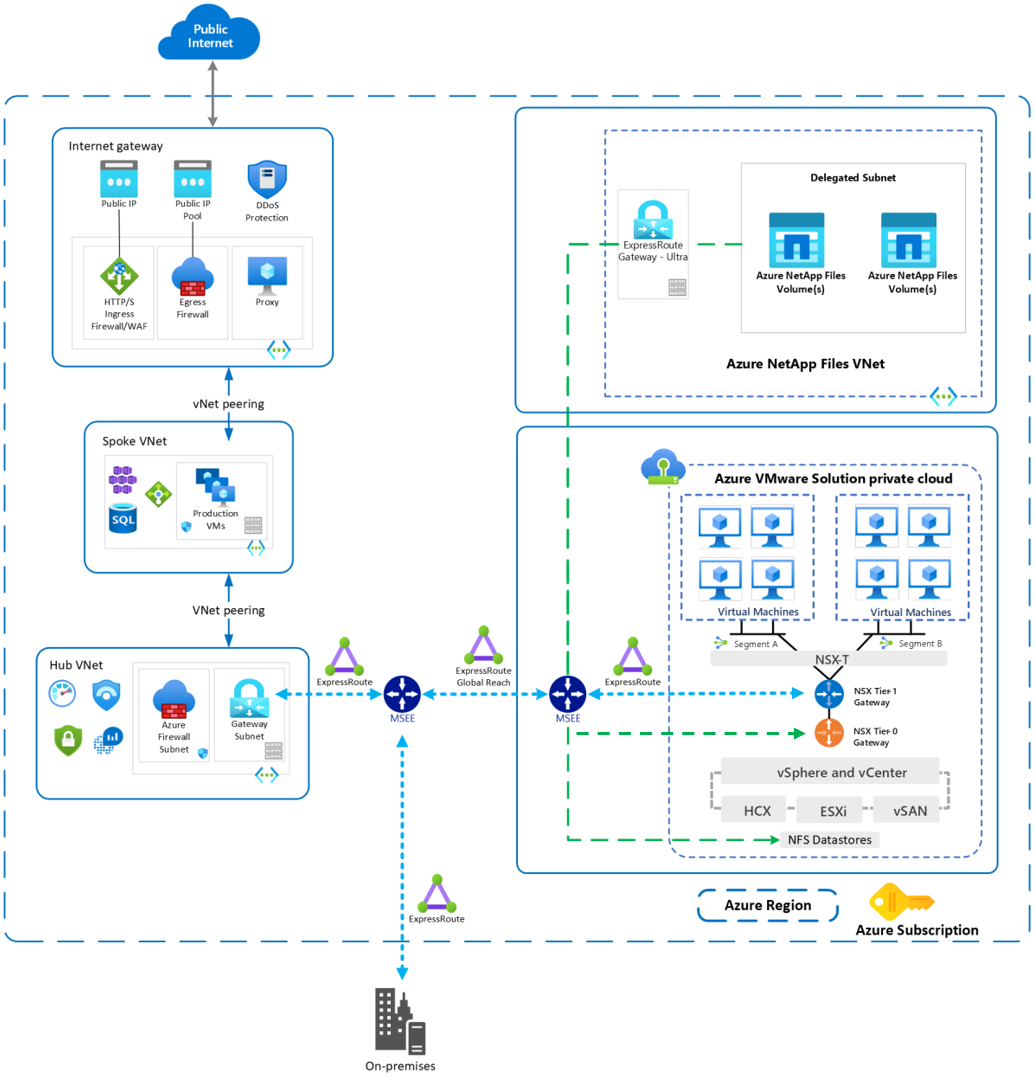 Public
Internet
Internet gateway
Public IP
Public IP
Pool
DDoS
Protection
HTTP/S
Ingress
Firewall/WAF
Egress
Firewall
Proxy
vNet peering
Spoke VNet
SQL
Production
VMs
VNet peering
Hub VNet
Azure
Firewall
Subnet
Gateway
Subnet
ExpressRoute
MSEE
ExpressRoute
Global Reach
MSEE
ExpressRoute
ExpressRoute
On-premises
Delegated Subnet
ExpressRoute
Gateway - Ultra
Azure NetApp Files
Volume(s)
Azure NetApp Files
Volume(s)
Azure NetApp Files VNet
Azure VMware Solution private cloud
Virtual Machines
Virtual Machines
Segment A
Segment B
NSX-T
NSX Tier-1
Gateway
NSX Tier-0
Gateway
vSphere and vCenter
HCX
ESXi
vSAN
NFS Datastores
Azure Region
Azure Subscription